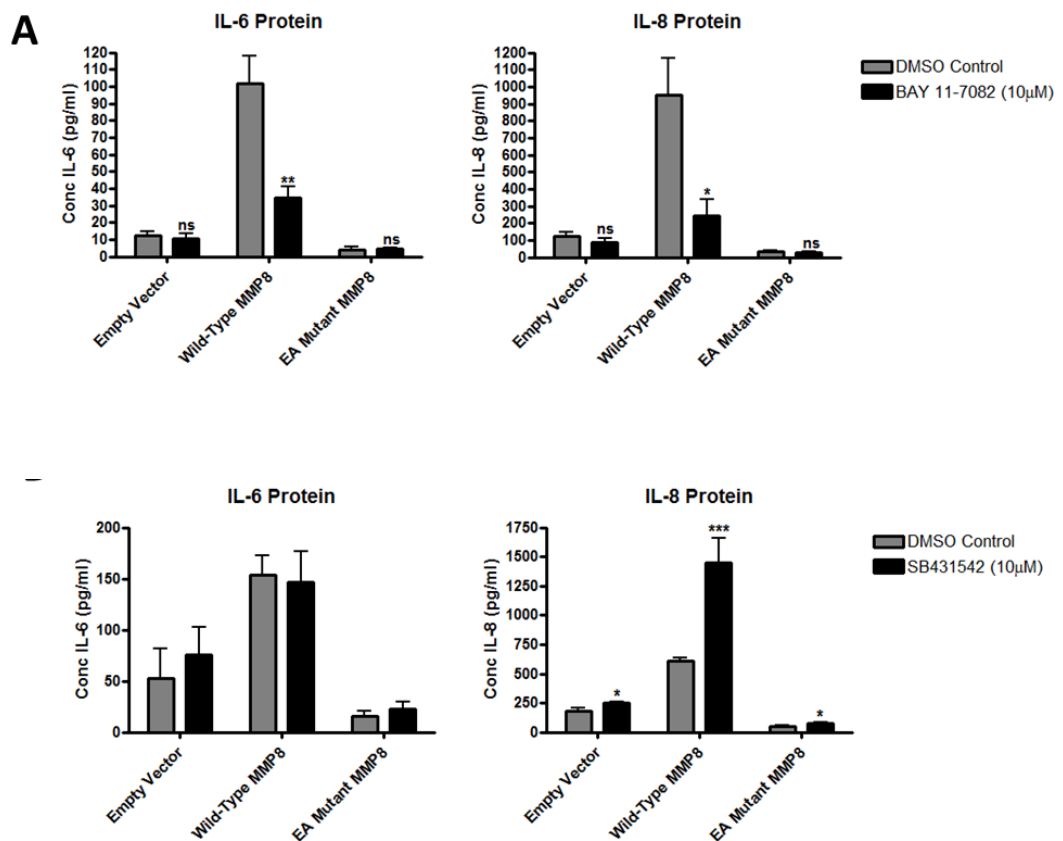 A
IL-6 Protein
Conc IL-6 (pg/ml)
120
110
100
90
80
70
60
50
40
30
20
10
0
ns
**
ns
Empty Vector
Wild-Type MMP8
EA Mutant MMP8
IL-8 Protein
Conc IL-8 (pg/ml)
1200
1100
1000
900
800
700
600
500
400
300
200
100
0
ns
*
ns
Empty Vector
Wild-Type MMP8
EA Mutant MMP8
DMSO Control
BAY 11-7082 (10µM)
IL-6 Protein
Conc IL-6 (pg/ml)
200
150
100
50
0
Empty Vector
Wild-Type MMP8
EA Mutant MMP8
IL-8 Protein
Conc IL-8 (pg/ml)
1750
1500
1250
750
500
250
0
*
***
*
Empty Vector
Wild-Type MMP8
EA Mutant MMP8
DMSO Control
SB431542 (10µM)